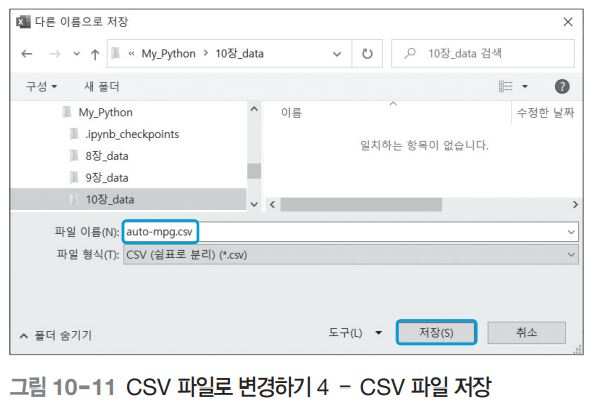 다른 이름으로 저장
« My_Python > 10장_data
10장_data 검색
구성
새 폴더
My_Python
.ipynb_checkpoints
8장_data
9장_data
10장_data
이름
수정한 날짜
일치하는 항목이 없습니다.
파일 이름(N): auto-mpg.csv
파일 형식(T): CSV (쉼표로 분리) (*.csv)
폴더 숨기기
도구(L)
저장(S)
취소
그림 10-11 CSV 파일로 변경하기 4 - CSV 파일 저장